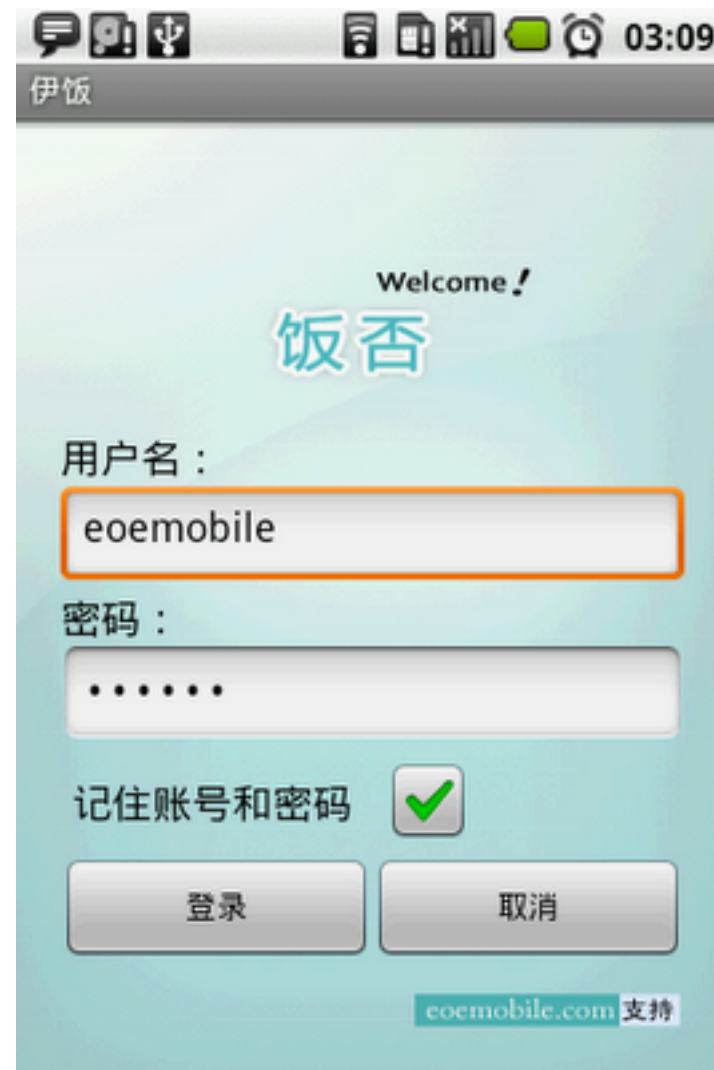 03:09
伊饭
Welcome!
饭否
用户名：
eoemobile
密码：
••••••
记住账号和密码
登录 取消
eoemobile.com 支持